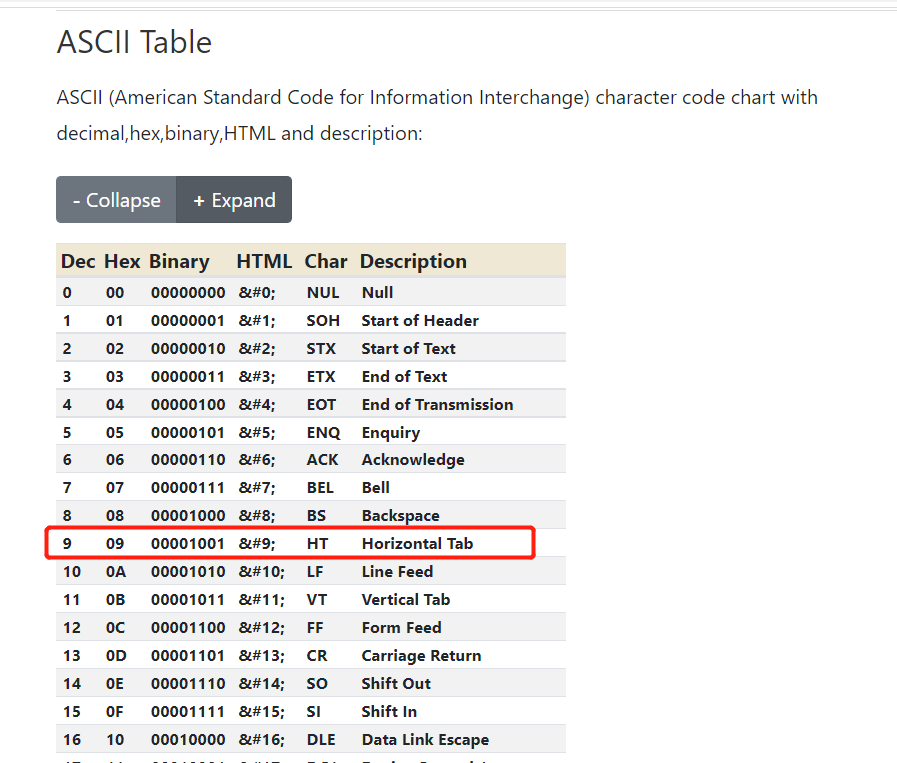 ASCII Table
ASCII (American Standard Code for Information Interchange) character code chart with
decimal,hex,binary,HTML and description:
- Collapse + Expand
Dec Hex Binary HTML Char Description
0 00 00000000 &#0; NUL Null
1 01 00000001 &#1; SOH Start of Header
2 02 00000010 &#2; STX Start of Text
3 03 00000011 &#3; ETX End of Text
4 04 00000100 &#4; EOT End of Transmission
5 05 00000101 &#5; ENQ Enquiry
6 06 00000110 &#6; ACK Acknowledge
7 07 00000111 &#7; BEL Bell
8 08 00001000 &#8; BS Backspace
9 09 00001001 &#9; HT Horizontal Tab
10 0A 00001010 &#10; LF Line Feed
11 0B 00001011 &#11; VT Vertical Tab
12 0C 00001100 &#12; FF Form Feed
13 0D 00001101 &#13; CR Carriage Return
14 0E 00001110 &#14; SO Shift Out
15 0F 00001111 &#15; SI Shift In
16 10 00010000 &#16; DLE Data Link Escape